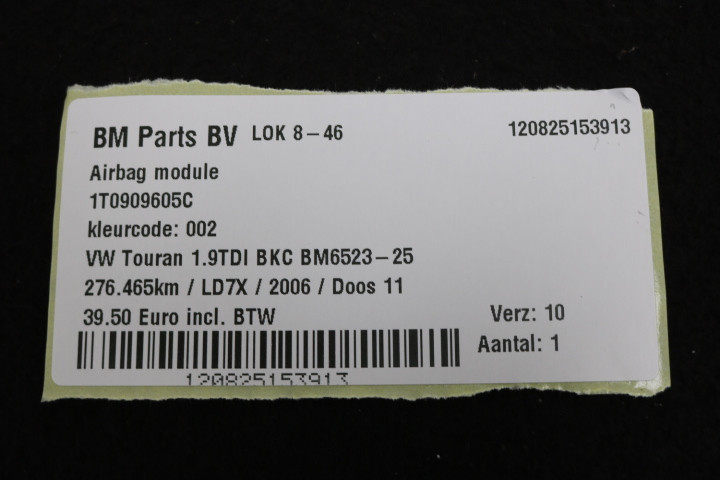 BM Parts BV LOK 8-46 120825153913
Airbag module
1T0909605C
kleurcode: 002
VW Touran 1.9TDI BKC BM6523-25
276.465km / LD7X / 2006 / Doos 11
39.50 Euro incl. BTW Verz: 10
Aantal: 1
120825153913